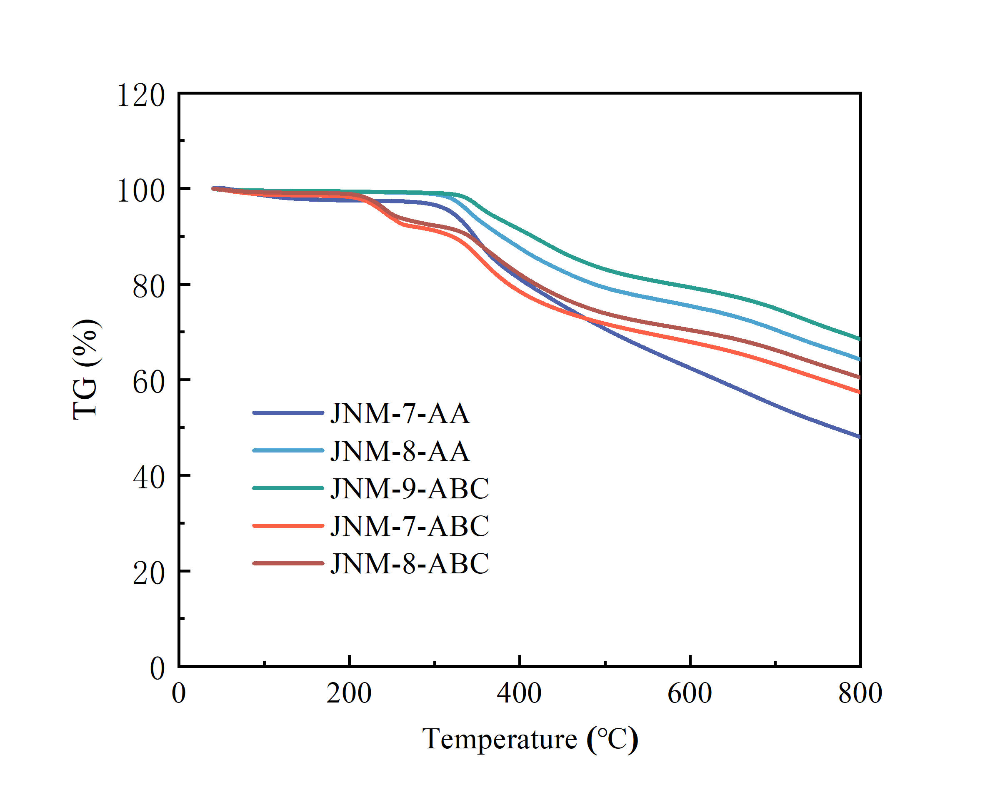 120
100
80
60
40
20
0
TG (%)
JNM-7-AA
JNM-8-AA
JNM-9-ABC
JNM-7-ABC
JNM-8-ABC
0 200 400 600 800
Temperature (℃)